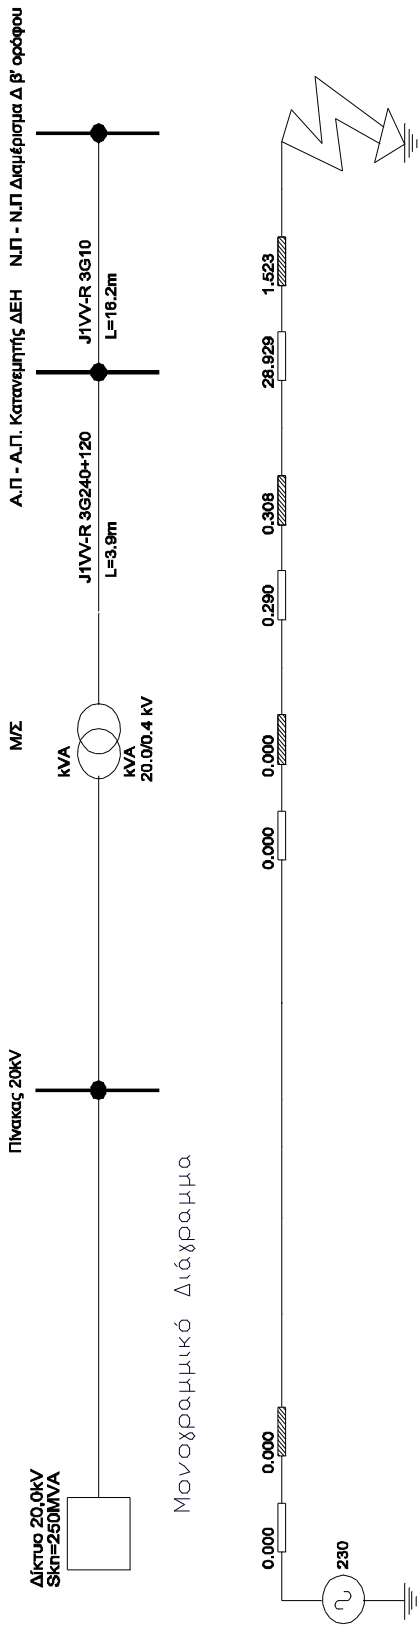 Δίκτυο 20,0kV
Skn=250MVA
Πίνακας 20kV
Μ/Σ
kVA
kVA
20.0/0.4 kV
Α.Π - Α.Π. Κατανεμητής ΔΕΗ
J1VV-R 3G240+120
L=3.9m
Ν.Π - Ν.Π Διαμέρισμα Δ β' ορόφου
J1VV-R 3G10
L=16.2m
Μονογραμμικό Διάγραμμα
230
0.000
0.000
0.000
0.000
0.290
0.308
28.929
1.523